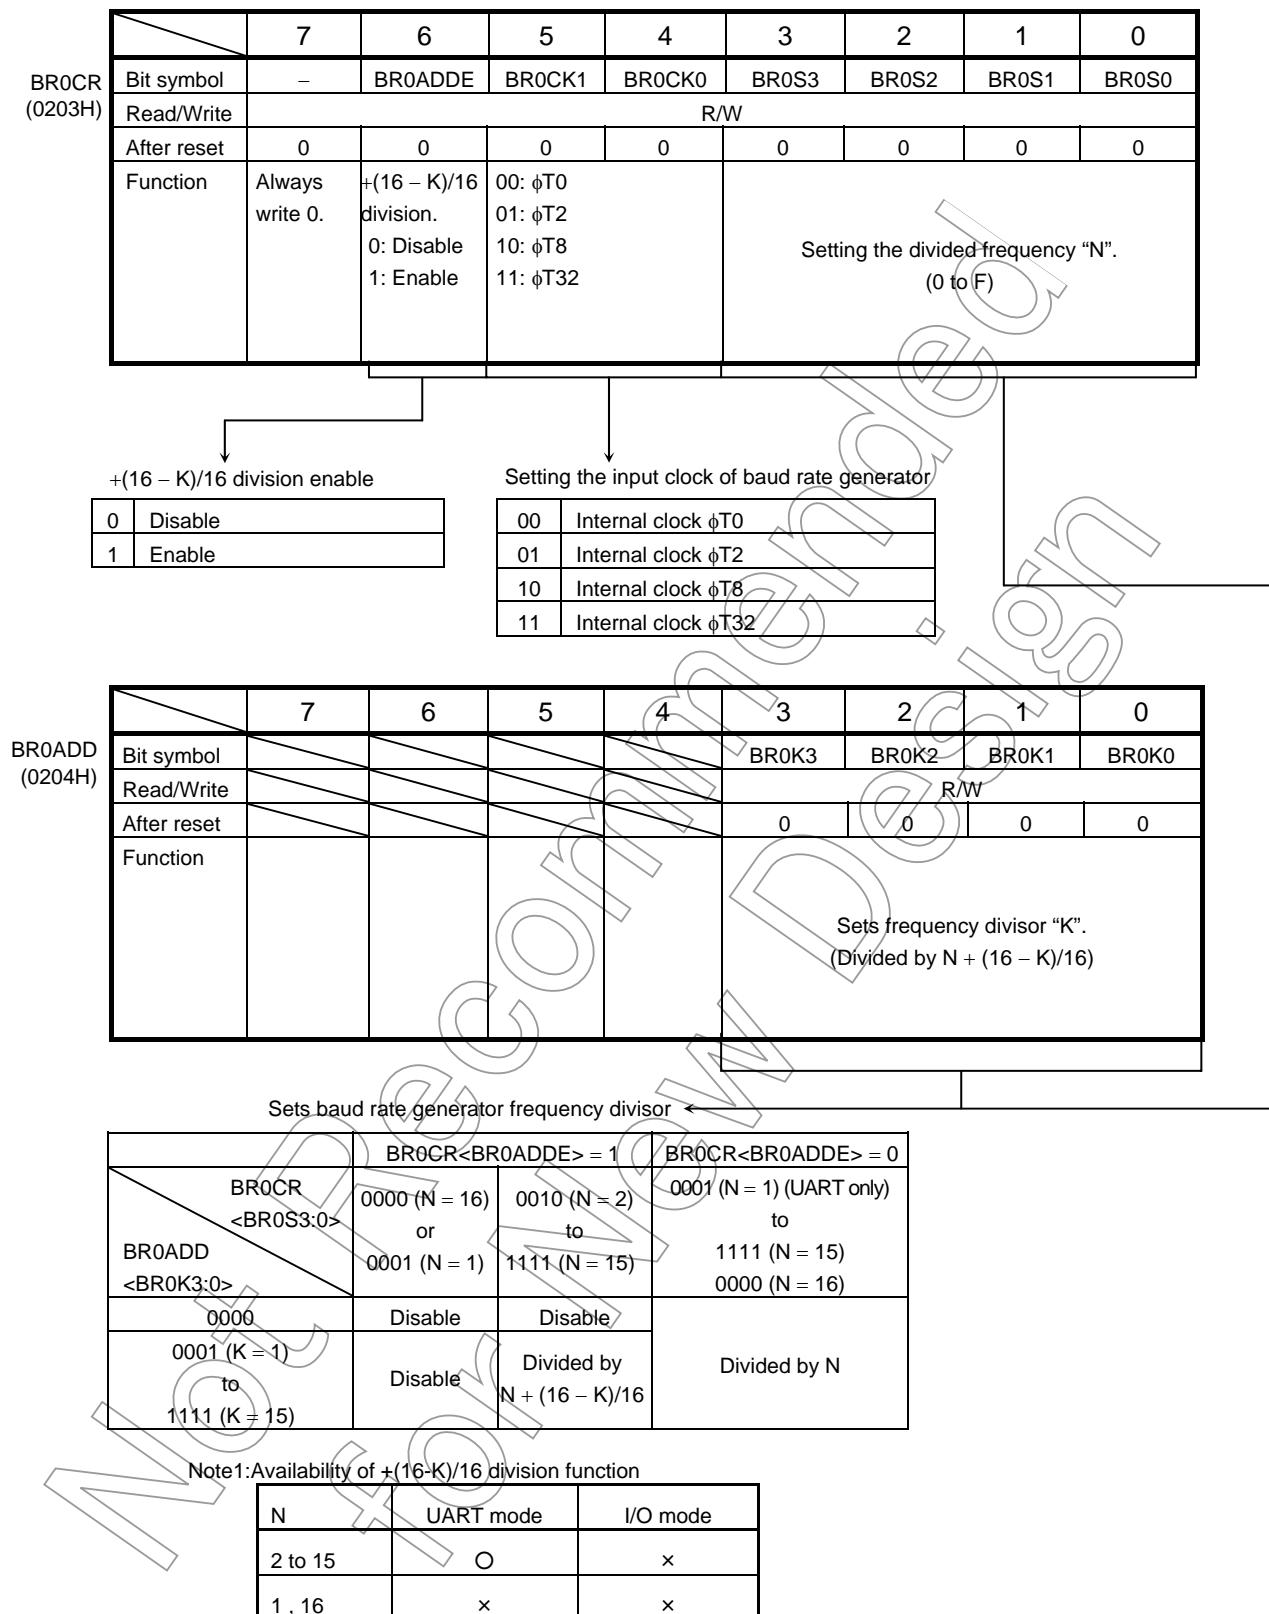 7 6 5 4 3 2 1 0
BR0CR
(0203H)
Bit symbol − BR0ADDE BR0CK1 BR0CK0 BR0S3 BR0S2 BR0S1 BR0S0
Read/Write R/W
After reset 0 0 0 0 0 0 0 0
Function Always +(16 − K)/16 00: ϕT0
write 0. division. 01: ϕT2
0: Disable 10: ϕT8 Setting the divided frequency “N”.
1: Enable 11: ϕT32 (0 to F)
+(16 − K)/16 division enable
0 Disable
1 Enable
Setting the input clock of baud rate generator
00 Internal clock ϕT0
01 Internal clock ϕT2
10 Internal clock ϕT8
11 Internal clock ϕT32
7 6 5 4 3 2 1 0
BR0ADD
(0204H)
Bit symbol BR0K3 BR0K2 BR0K1 BR0K0
Read/Write R/W
After reset 0 0 0 0
Function
Sets frequency divisor “K”.
(Divided by N + (16 − K)/16)
Sets baud rate generator frequency divisor
BR0CR<BR0ADDE> = 1 BR0CR<BR0ADDE> = 0
BR0CR
<BR0S3:0>
BR0ADD
<BR0K3:0>
0000 (N = 16)
or
0001 (N = 1)
0010 (N = 2)
to
1111 (N = 15)
0001 (N = 1) (UART only)
to
1111 (N = 15)
0000 (N = 16)
0000 Disable Disable
0001 (K = 1)
to
1111 (K = 15)
Disable
Divided by
N + (16 − K)/16
Divided by N
Note1:Availability of +(16-K)/16 division function
N UART mode I/O mode
2 to 15 ○ ×
1 , 16 × ×
Not Recommended
for New Design